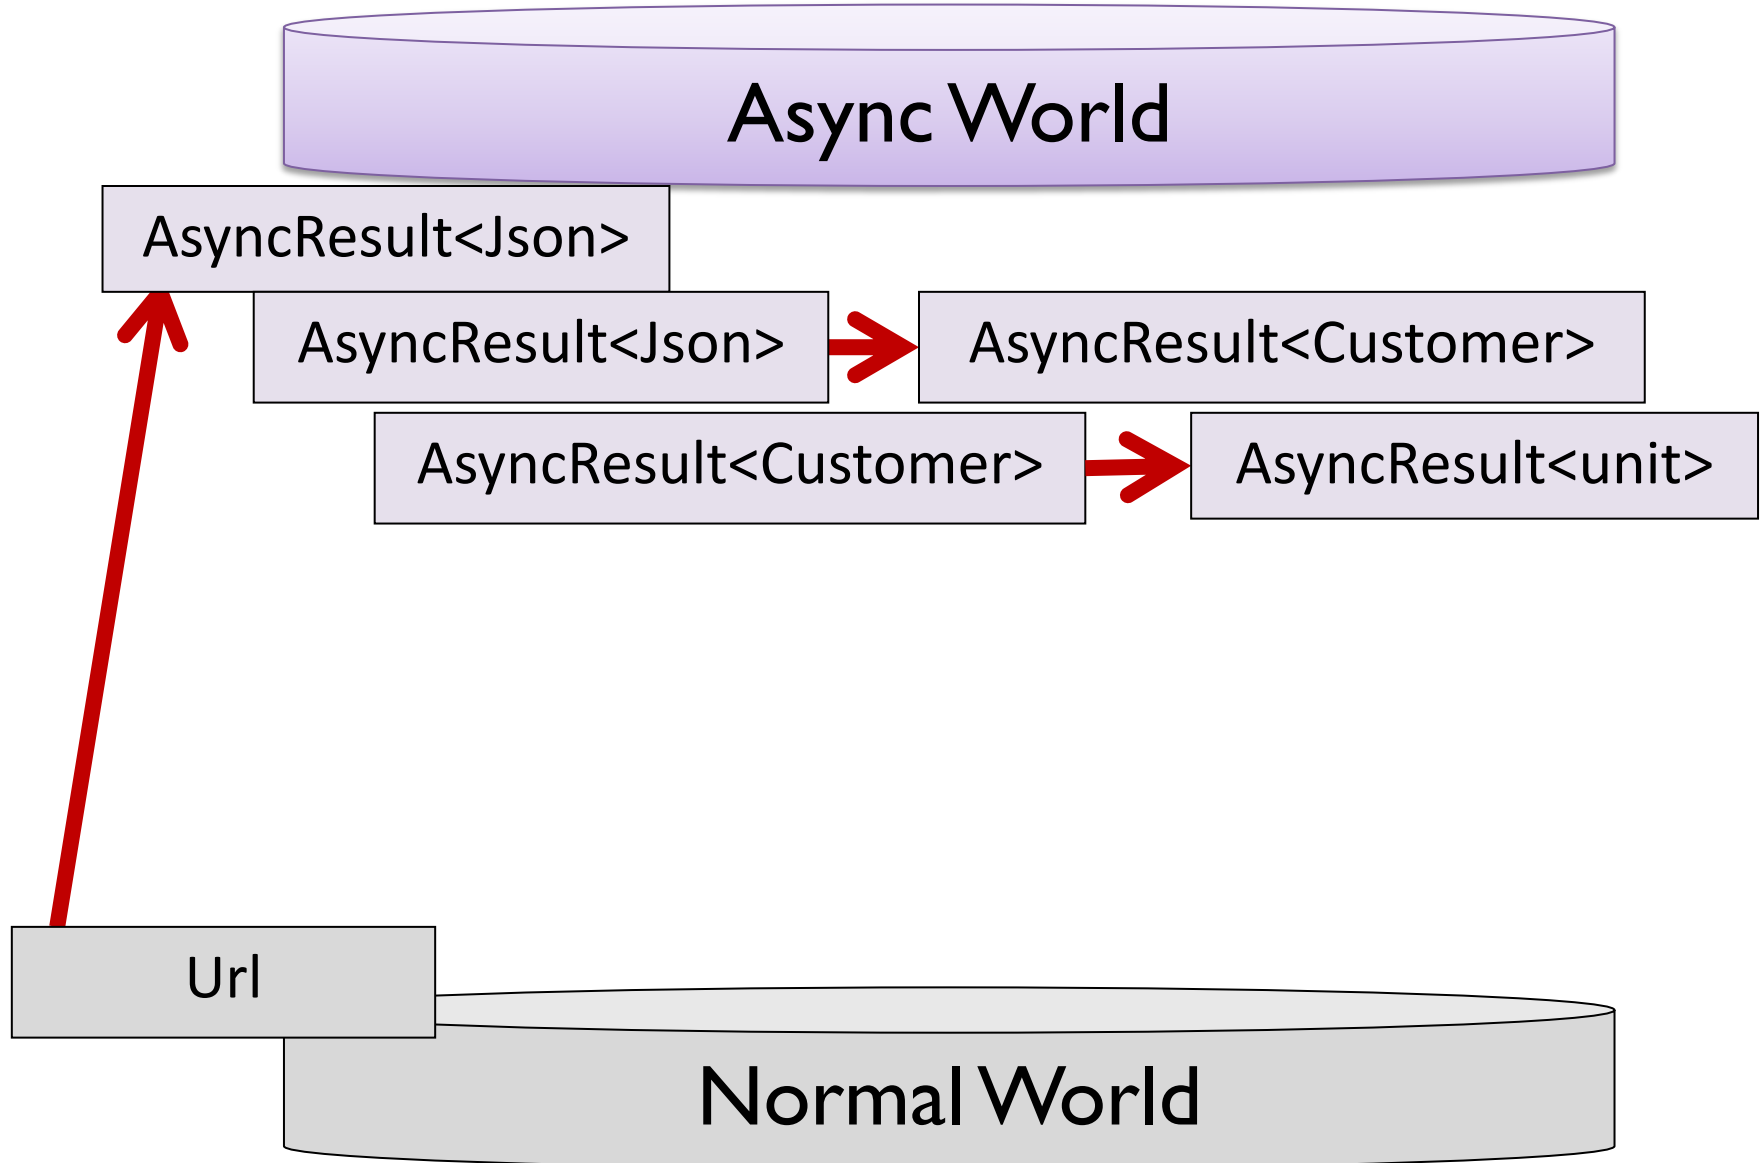 Async World
AsyncResult<Json>
AsyncResult<Json>
AsyncResult<Customer>
AsyncResult<Customer>
AsyncResult<unit>
Url
Normal World